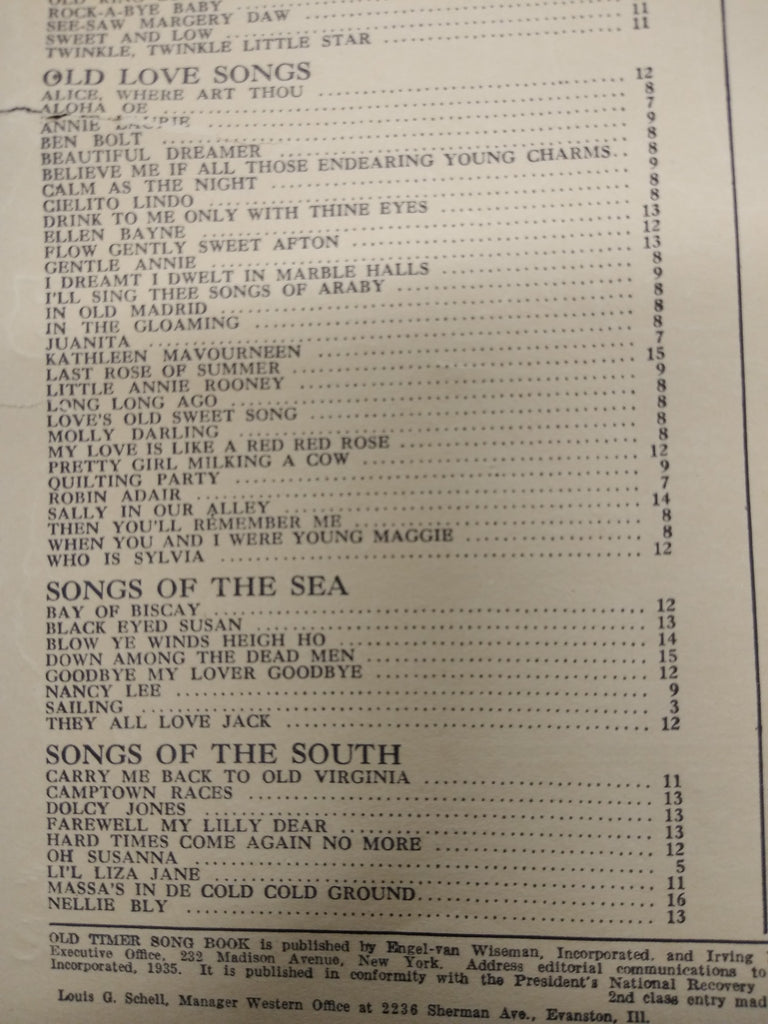 ROCK-A-BYE BABY
SEE-SAW MARGERY DAW
SWEET AND LOW ........ 11
TWINKLE, TWINKLE LITTLE STAR ........ 11
OLD LOVE SONGS
ALICE, WHERE ART THOU ........ 12
ALOHA OE ........ 8
ANNIE LAURIE ........ 7
BEN BOLT ........ 9
BEAUTIFUL DREAMER ........ 8
BELIEVE ME IF ALL THOSE ENDEARING YOUNG CHARMS.. 8
CALM AS THE NIGHT ........ 9
CIELITO LINDO ........ 8
DRINK TO ME ONLY WITH THINE EYES ........ 8
ELLEN BAYNE ........ 13
FLOW GENTLY SWEET AFTON ........ 12
GENTLE ANNIE ........ 13
I DREAMT I DWELT IN MARBLE HALLS ........ 8
I'LL SING THEE SONGS OF ARABY ........ 9
IN OLD MADRID ........ 8
IN THE GLOAMING ........ 8
JUANITA ........ 8
KATHLEEN MAVOURNEEN ........ 7
LAST ROSE OF SUMMER ........ 15
LITTLE ANNIE ROONEY ........ 9
LONG LONG AGO ........ 8
LOVE'S OLD SWEET SONG ........ 8
MOLLY DARLING ........ 8
MY LOVE IS LIKE A RED RED ROSE ........ 8
PRETTY GIRL MILKING A COW ........ 12
QUILTING PARTY ........ 9
ROBIN ADAIR ........ 7
SALLY IN OUR ALLEY ........ 14
THEN YOU'LL REMEMBER ME ........ 8
WHEN YOU AND I WERE YOUNG MAGGIE ........ 8
WHO IS SYLVIA ........ 12
SONGS OF THE SEA
BAY OF BISCAY ........ 12
BLACK EYED SUSAN ........ 13
BLOW YE WINDS HEIGH HO ........ 14
DOWN AMONG THE DEAD MEN ........ 15
GOODBYE MY LOVER GOODBYE ........ 12
NANCY LEE ........ 9
SAILING ........ 3
THEY ALL LOVE JACK ........ 12
SONGS OF THE SOUTH
CARRY ME BACK TO OLD VIRGINIA ........ 11
CAMPTOWN RACES ........ 13
DOLCY JONES ........ 13
FAREWELL MY LILLY DEAR ........ 13
HARD TIMES COME AGAIN NO MORE ........ 12
OH SUSANNA ........ 5
LI'L LIZA JANE ........ 11
MASSA'S IN DE COLD COLD GROUND........ 16
NELLIE BLY ........ 13
OLD TIMER SONG BOOK is published by Engel-van Wiseman, Incorporated. and Irving
Executive Office, 232 Madison Avenue, New York. Address editorial communications to
Incorporated, 1935. It is published in conformity with the President's National Recovery
2nd class entry mad
Louis G. Schell, Manager Western Office at 2236 Sherman Ave., Evanston, Ill.